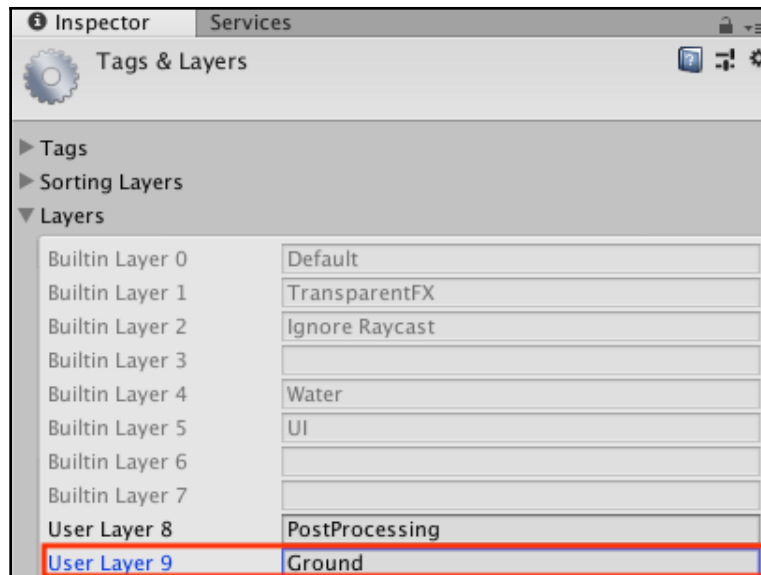 Inspector Services
Tags & Layers
Tags
Sorting Layers
Layers
Builtin Layer 0 Default
Builtin Layer 1 TransparentFX
Builtin Layer 2 Ignore Raycast
Builtin Layer 3
Builtin Layer 4 Water
Builtin Layer 5 UI
Builtin Layer 6
Builtin Layer 7
User Layer 8 PostProcessing
User Layer 9 Ground